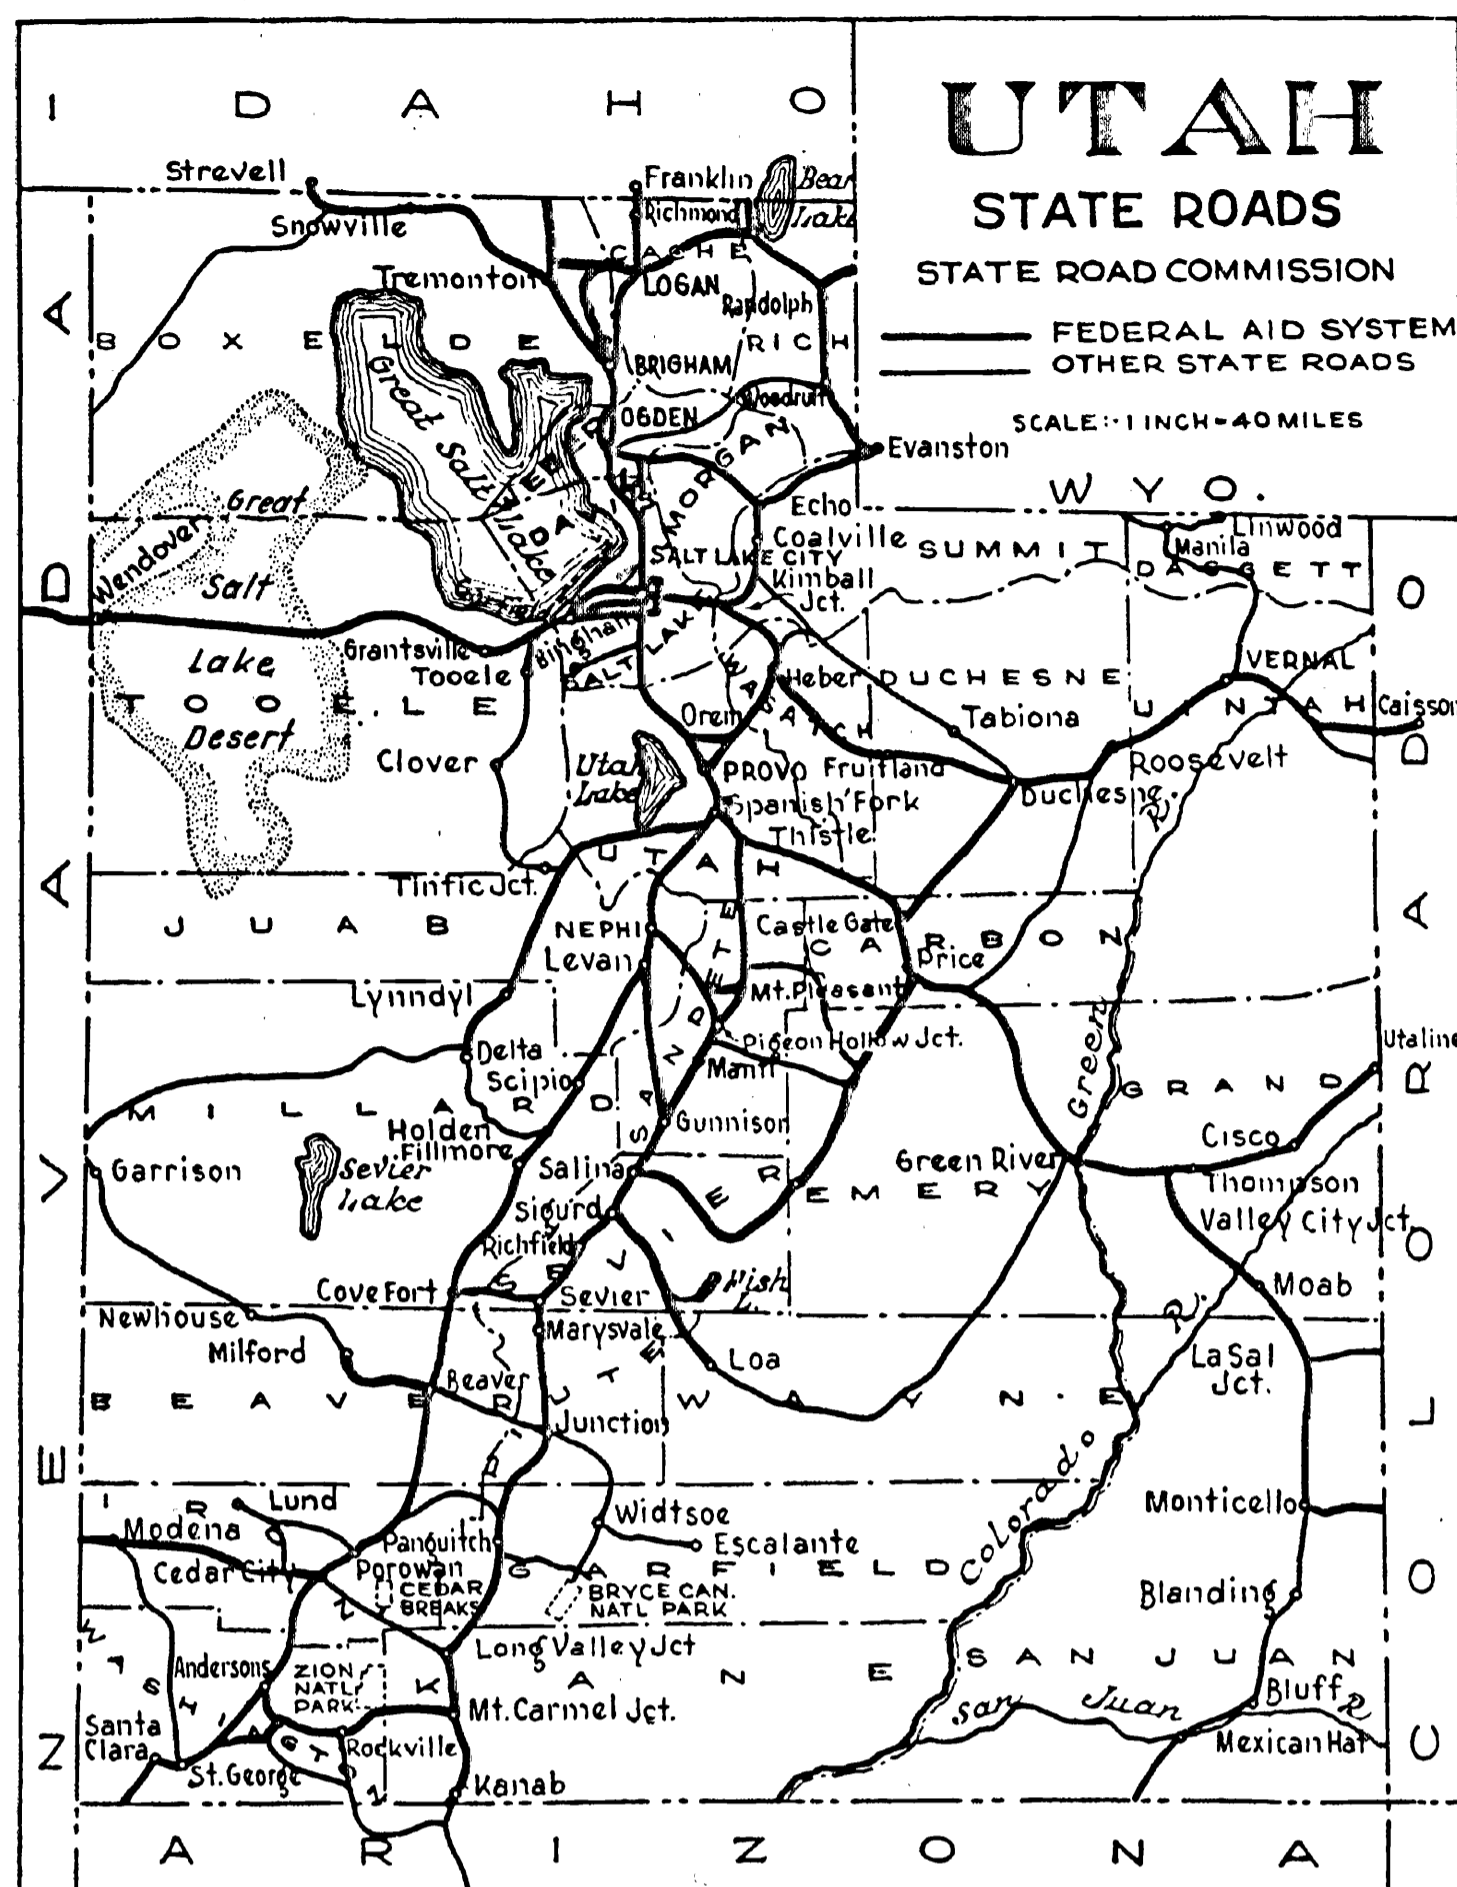 I D A H O
UTAH
STATE ROADS
STATE ROAD COMMISSION
FEDERAL AID SYSTEM
OTHER STATE ROADS
SCALE:-1 INCH=40 MILES
Strevell
Snowville
Franklin
Richmond
Bear
Lake
CACHE
Tremonton
LOGAN
Randolph
BOX ELDER
RICH
BRIGHAM
Woodruff
OGDEN
Great Salt Lake
WEBER
MORGAN
Evanston
WYO.
Echo
Coalville
SUMMIT
Linwood
Manila
DAGGETT
Great
Salt
Lake
Desert
Wendover
SALT LAKE CITY
Kimball
Jct.
Grantsville
Tooele
Bingham
SALT LAKE
WASATCH
Heber
DUCHESNE
VERNAL
TOOELE
Orem
Tabiona
UINTAH
Caisson
Clover
Utah
Lake
PROVO
Fruitland
Roosevelt
Duchesne
Spanish Fork
Thistle
R.
UTAH
Tintic Jct.
JUAB
NEPHI
Castle Gate
CARBON
Levan
Price
Lynndyl
Mt. Pleasant
Green
Delta
Pigeon Hollow Jct.
Utaline
Scipio
Manti
SANPETE
GRAND
MILLARD
Holden
Gunnison
Cisco
Fillmore
Garrison
Sevier
Lake
Salina
Green River
EMERY
Thompson
Sigurd
Valley City Jct.
Richfield
SEVIER
Cove Fort
Sevier
Fish
L.
Moab
R.
Newhouse
Marysvale
Milford
Loa
La Sal
Jct.
Beaver
BEAVER
PIUTE
WAYNE
Junction
Colorado
Lund
Widtsoe
Monticello
IRON
Modena
Panguitch
Escalante
Cedar City
Porowan
GARFIELD
CEDAR
BREAKS
BRYCE CAN.
NATL PARK
Blanding
Long Valley Jct
SAN JUAN
Andersons
ZION
NATL
PARK
KANE
San Juan R
Bluff
Mt. Carmel Jct.
Santa
Clara
WASHINGTON
Rockville
Mexican Hat
St. George
Kanab
NEVADA
COLORADO
ARIZONA